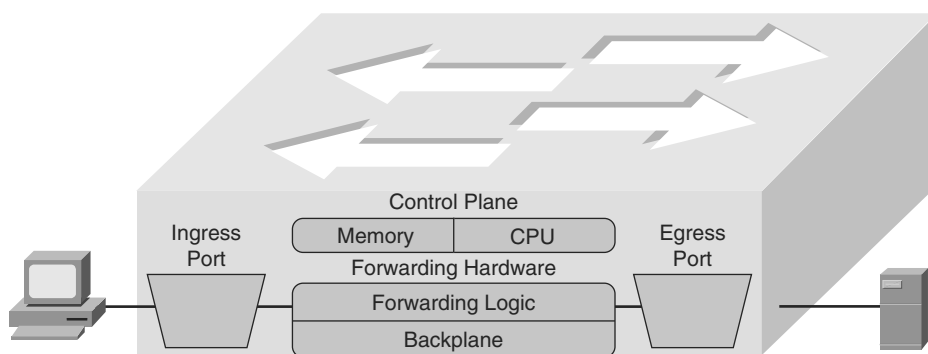 Control Plane
Ingress
Port
Memory
CPU
Egress
Port
Forwarding Hardware
Forwarding Logic
Backplane